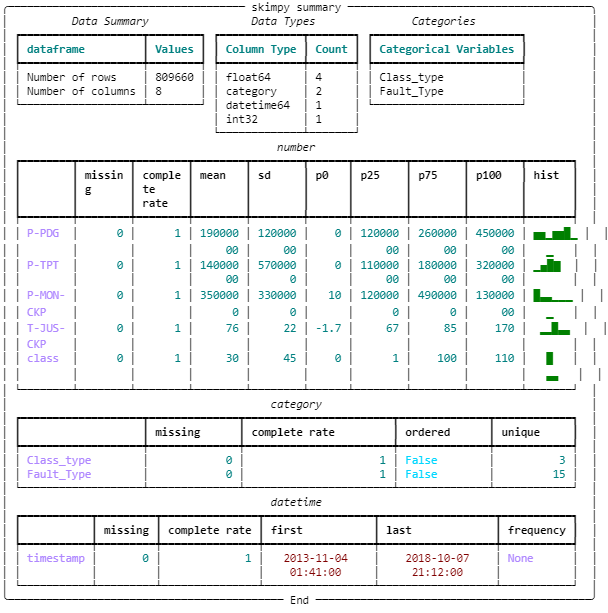 skimpy summary
Data Summary Data Types Categories
dataframe Values Column Type Count Categorical Variables
Number of rows 809660 float64 4 Class_type
Number of columns 8 category 2 Fault_Type
datetime64 1
int32 1
number
missin comple mean sd p0 p25 p75 p100 hist
g te
rate
P-PDG 0 1 190000 120000 0 120000 260000 450000
00 00 00 00 00
P-TPT 0 1 140000 570000 0 110000 180000 320000
00 0 00 00 00
P-MON- 0 1 350000 330000 10 120000 490000 130000
CKP 0 0 0 0 00
T-JUS- 0 1 76 22 -1.7 67 85 170
CKP
class 0 1 30 45 0 1 100 110
category
missing complete rate ordered unique
Class_type 0 1 False 3
Fault_Type 0 1 False 15
datetime
missing complete rate first last frequency
timestamp 0 1 2013-11-04 2018-10-07 None
01:41:00 21:12:00
End